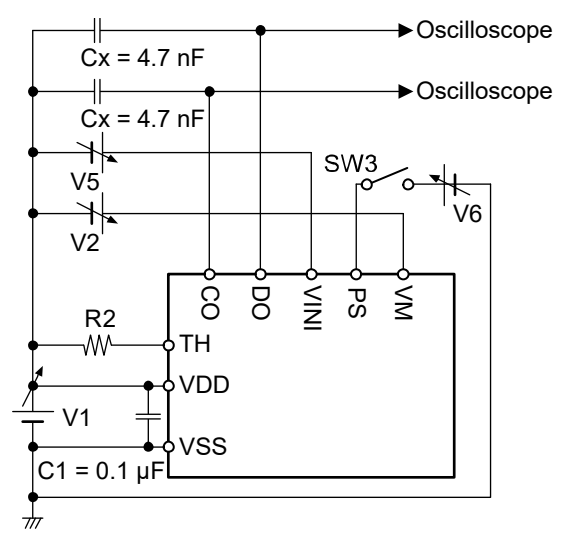 Oscilloscope
Cx = 4.7 nF
Oscilloscope
Cx = 4.7 nF
V5
SW3
V6
V2
CO
DO
VINI
PS
VM
R2
TH
VDD
V1
VSS
C1 = 0.1 µF